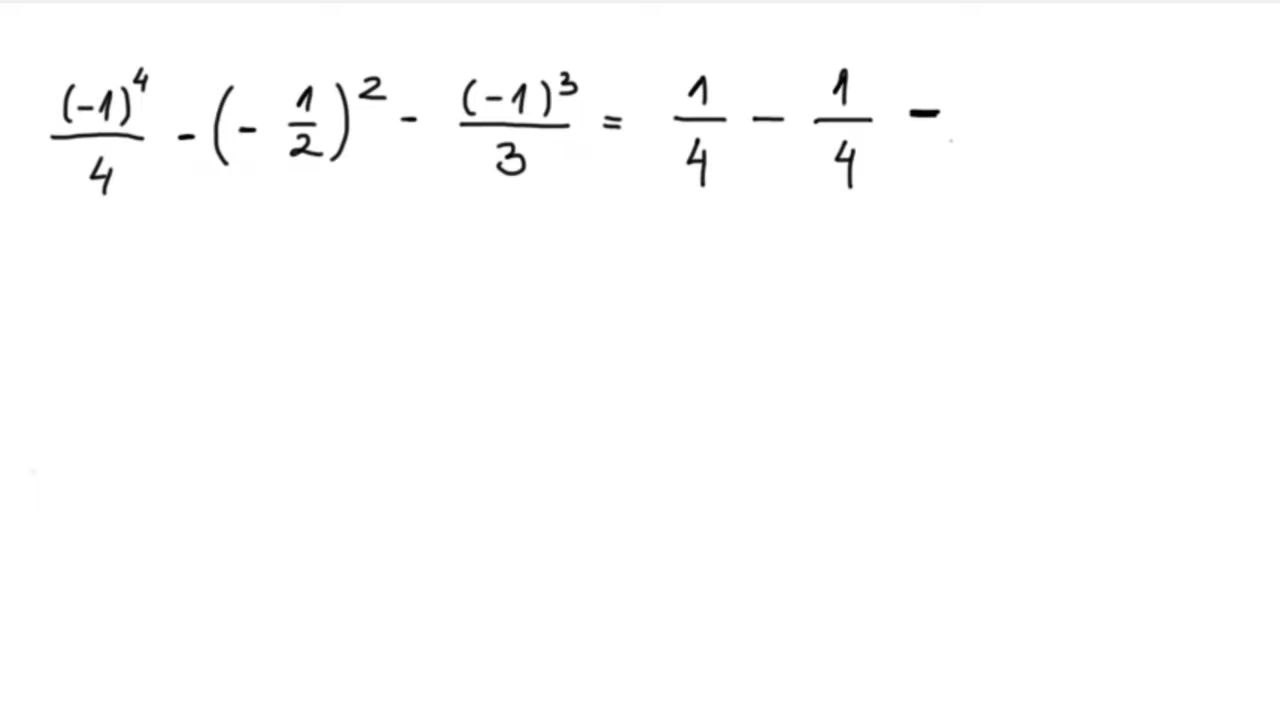 (-1)^4/4 - (-1/2)^2 - (-1)^3/3 = 1/4 - 1/4 -